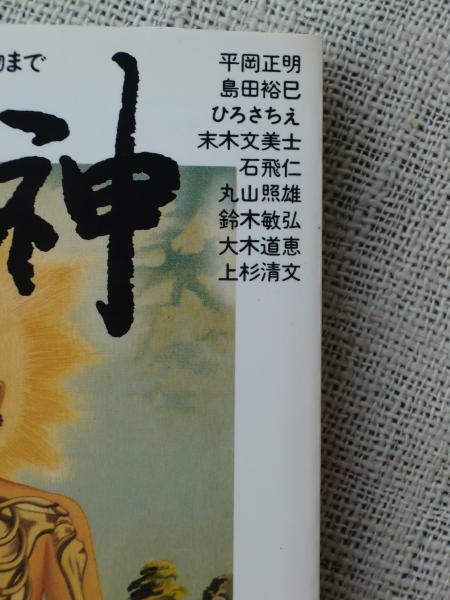 まで
神
平岡正明
島田裕巳
ひろさちえ
末木文美士
石飛仁
丸山照雄
鈴木敏弘
大木道惠
上杉清文